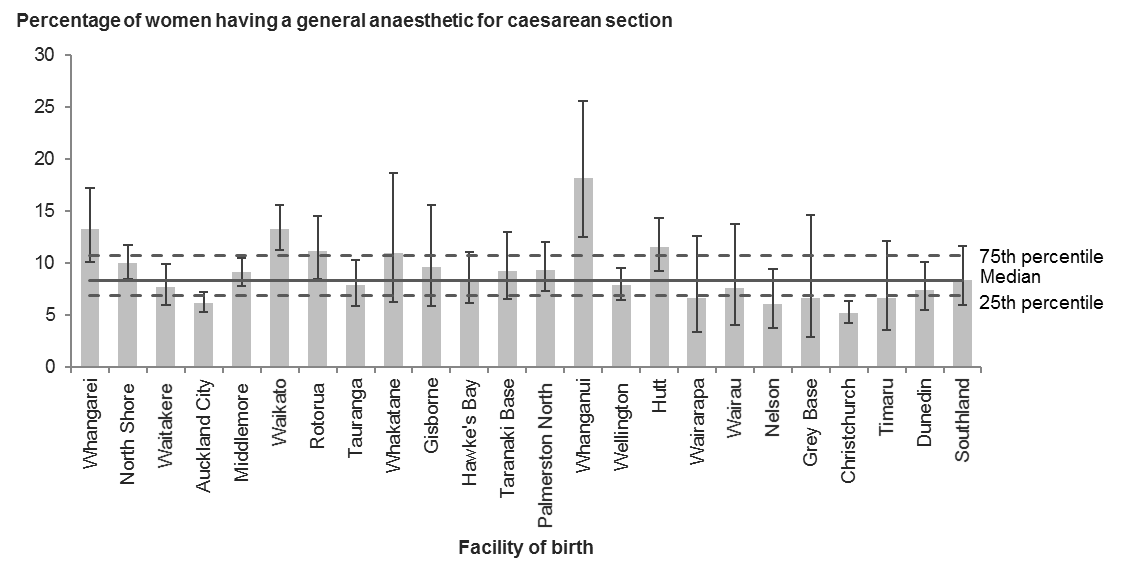 Percentage of women having a general anaesthetic for caesarean section
30
25
20
15
10
5
0
75th percentile
Median
25th percentile
Whangarei
North Shore
Waitakere
Auckland City
Middlemore
Waikato
Rotorua
Tauranga
Whakatane
Gisborne
Hawke's Bay
Taranaki Base
Palmerston North
Whanganui
Wellington
Hutt
Wairarapa
Wairau
Nelson
Grey Base
Christchurch
Timaru
Dunedin
Southland
Facility of birth